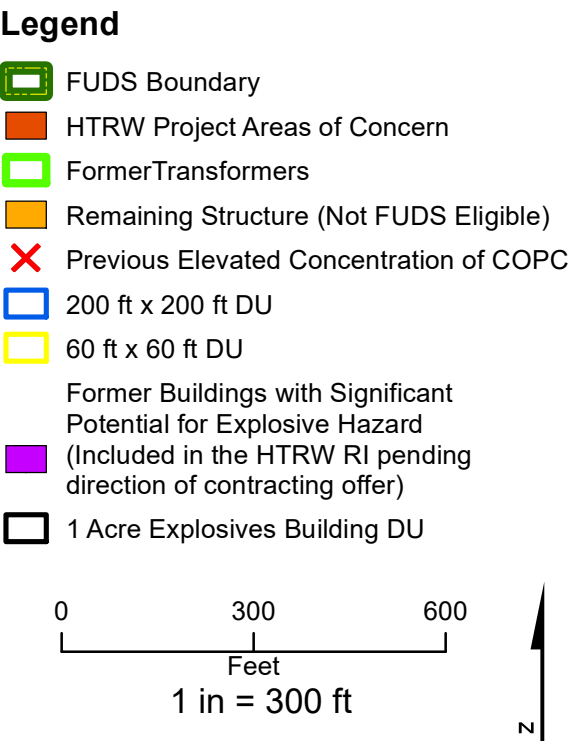 Legend
FUDS Boundary
HTRW Project Areas of Concern
FormerTransformers
Remaining Structure (Not FUDS Eligible)
Previous Elevated Concentration of COPC
200 ft x 200 ft DU
60 ft x 60 ft DU
Former Buildings with Significant
Potential for Explosive Hazard
(Included in the HTRW RI pending
direction of contracting offer)
1 Acre Explosives Building DU
0 300 600
Feet
1 in = 300 ft
N